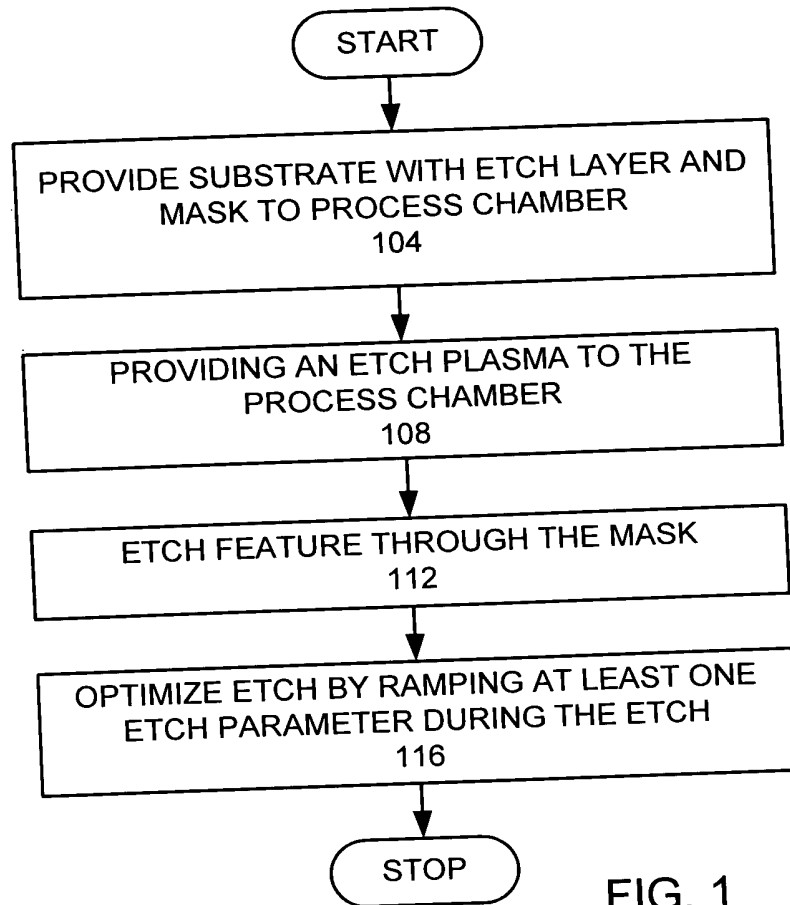 START
PROVIDE SUBSTRATE WITH ETCH LAYER AND
MASK TO PROCESS CHAMBER
104
PROVIDING AN ETCH PLASMA TO THE
PROCESS CHAMBER
108
ETCH FEATURE THROUGH THE MASK
112
OPTIMIZE ETCH BY RAMPING AT LEAST ONE
ETCH PARAMETER DURING THE ETCH
116
STOP
FIG. 1